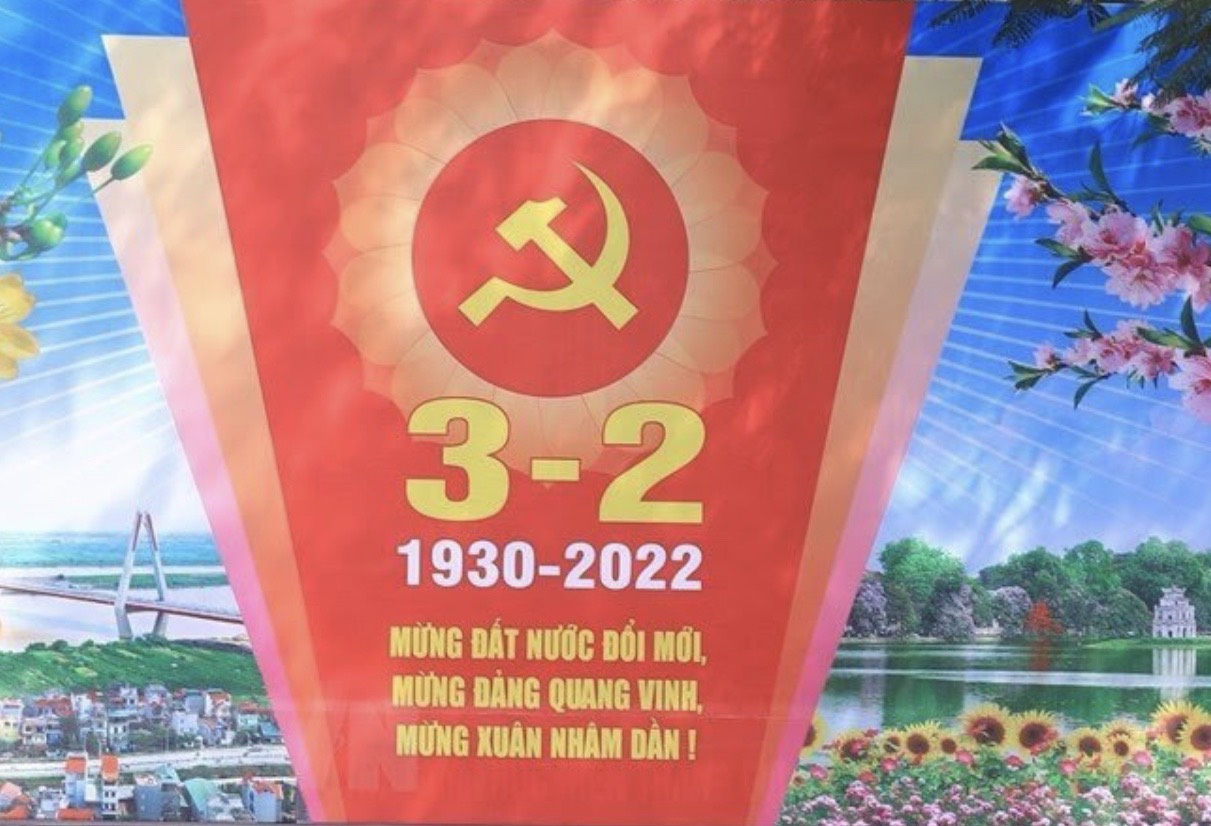 3-2
1930-2022
MỪNG ĐẤT NƯỚC ĐỔI MỚI,
MỪNG ĐẢNG QUANG VINH,
MỪNG XUÂN NHÂM DẦN !